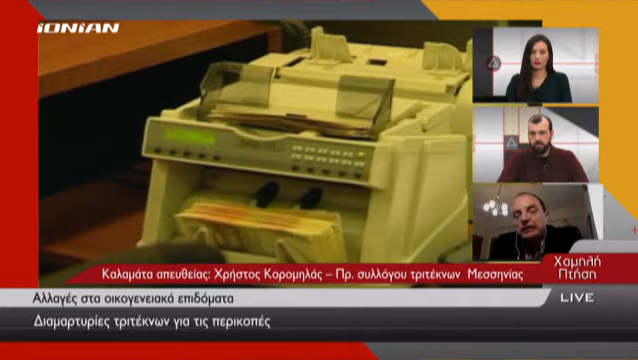 IONIAN
Καλαμάτα απευθείας: Χρήστος Κορομηλάς – Πρ. συλλόγου τριτέκνων Μεσσηνίας
Χαμηλή
Πτήση
Αλλαγές στα οικογενειακά επιδόματα
LIVE
Διαμαρτυρίες τριτέκνων για τις περικοπές